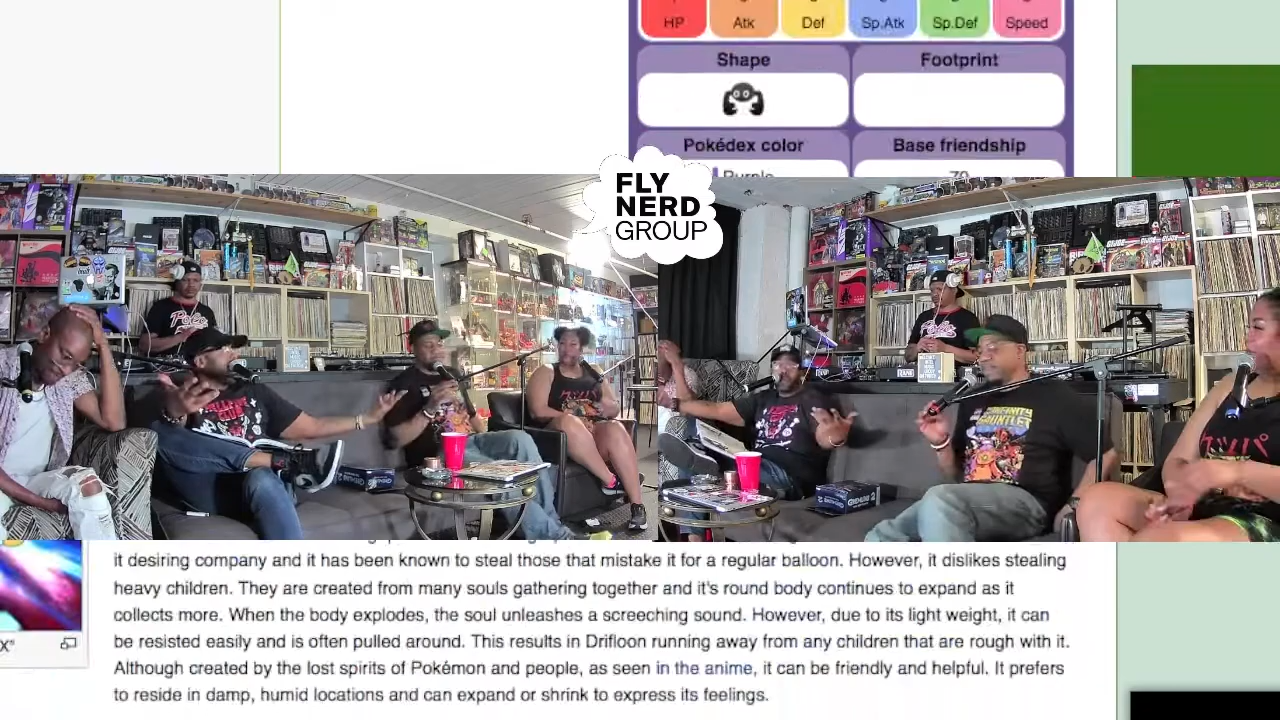 HP Atk Def Sp.Atk Sp.Def Speed
Shape Footprint
Pokédex color Base friendship
Purple 70
FLY
NERD
GROUP
INFINITY
GAUNTLET
クッパ
it desiring company and it has been known to steal those that mistake it for a regular balloon. However, it dislikes stealing
heavy children. They are created from many souls gathering together and it's round body continues to expand as it
collects more. When the body explodes, the soul unleashes a screeching sound. However, due to its light weight, it can
X"
be resisted easily and is often pulled around. This results in Drifloon running away from any children that are rough with it.
Although created by the lost spirits of Pokémon and people, as seen in the anime, it can be friendly and helpful. It prefers
to reside in damp, humid locations and can expand or shrink to express its feelings.